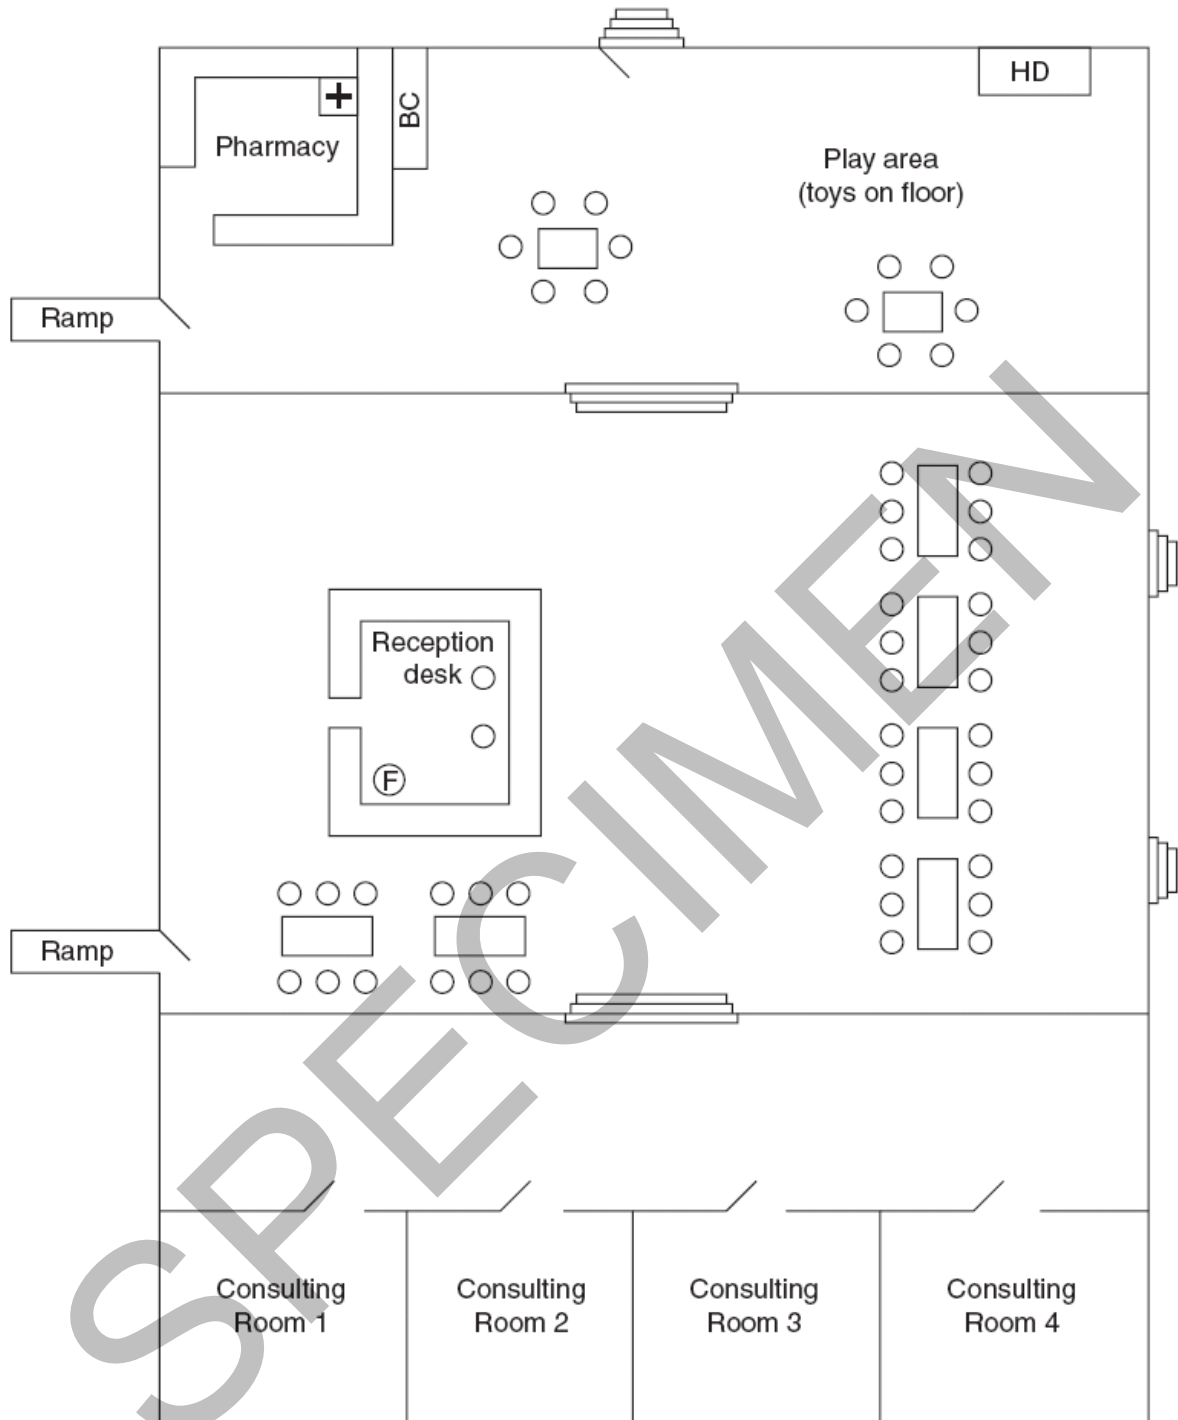 HD
+
BC
Pharmacy
Play area
(toys on floor)
Ramp
Reception
desk
F
Ramp
Consulting
Room 1
Consulting
Room 2
Consulting
Room 3
Consulting
Room 4
SPECIMEN